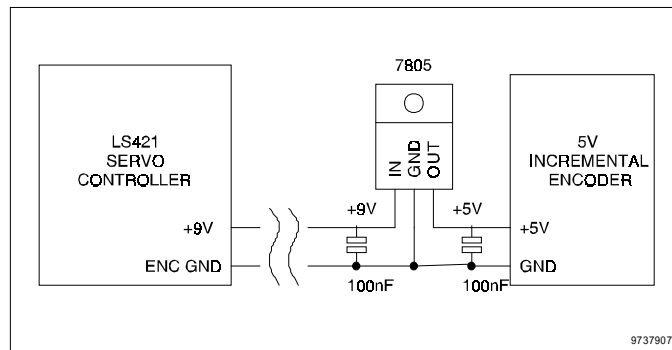 7805
LS421
SERVO
CONTROLLER
+9V
ENC GND
IN
GND
OUT
+9V
+5V
100nF
100nF
5V
INCREMENTAL
ENCODER
+5V
GND
9737907